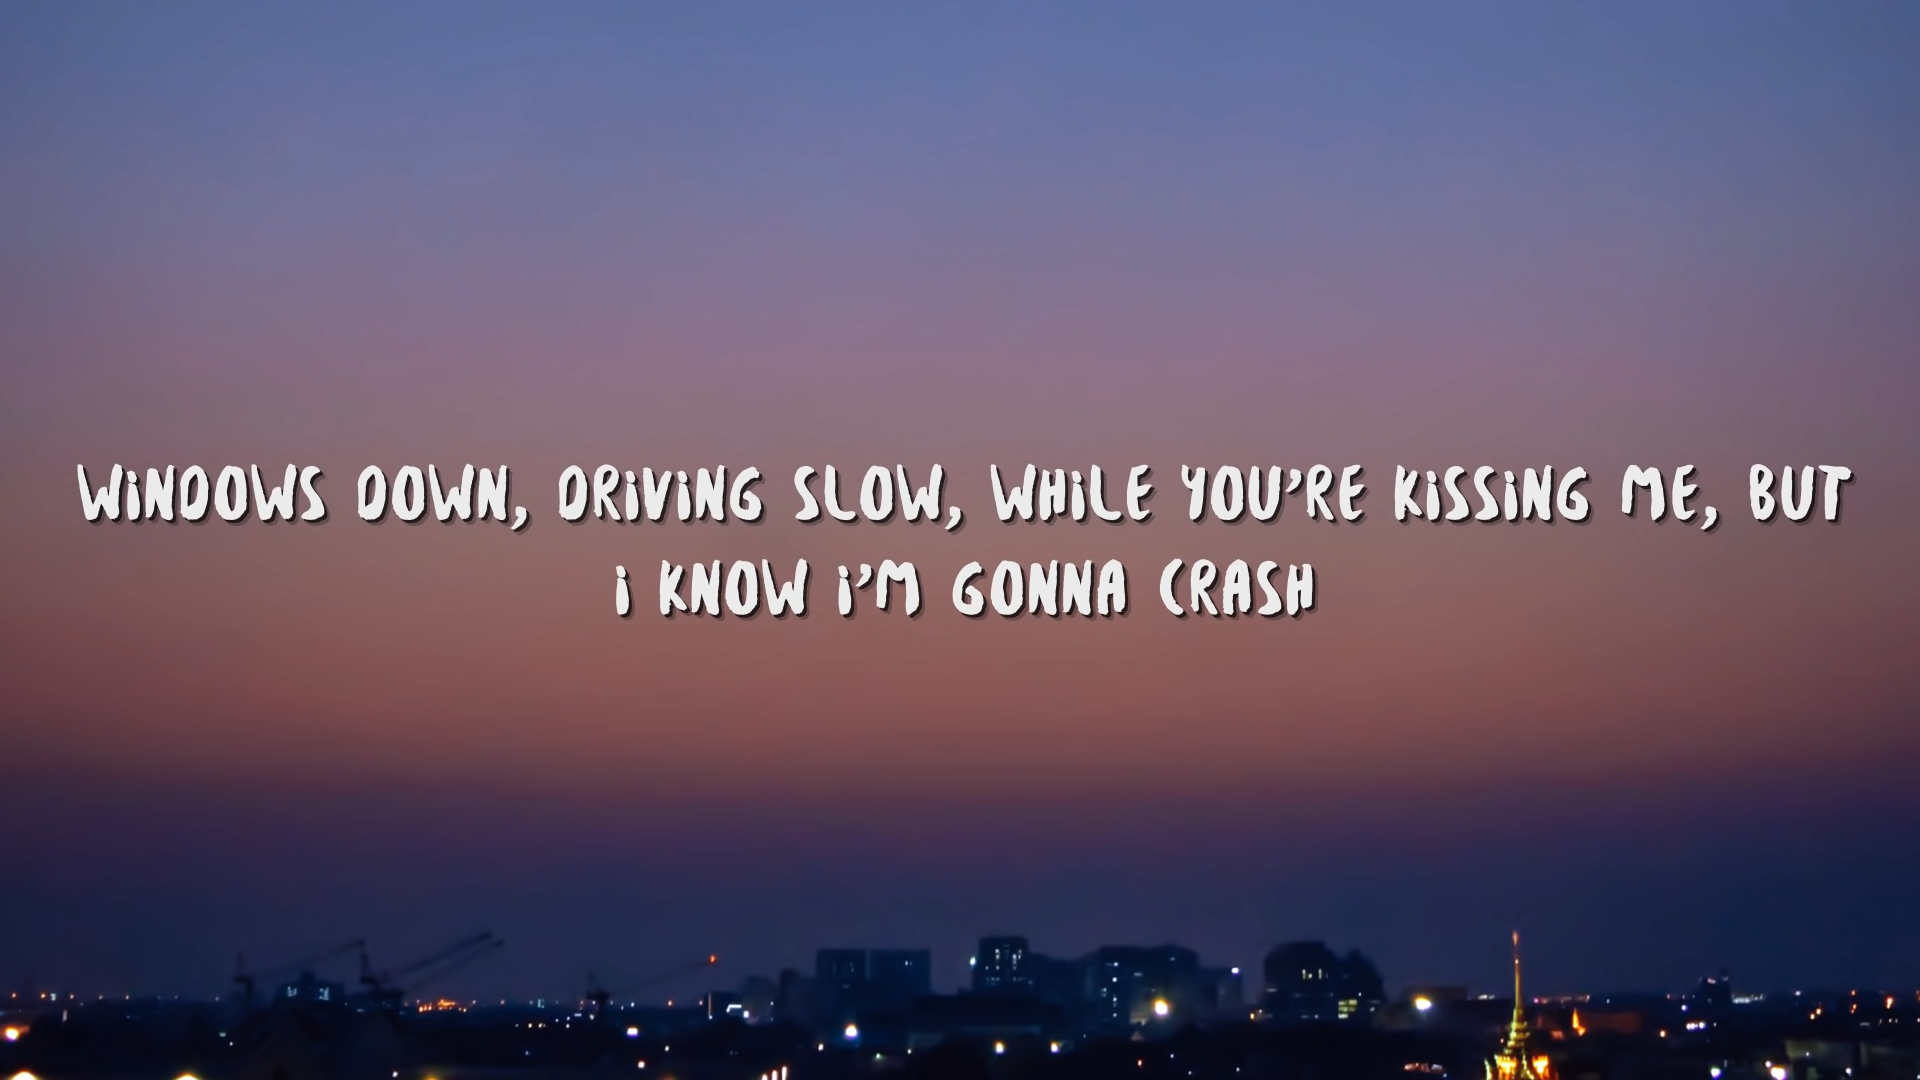 WiNDOWS DOWN, DRiViNG SLOW, WHiLE YOU'RE KiSSiNG ME, BUT
i KNOW i'M GONNA CRASH